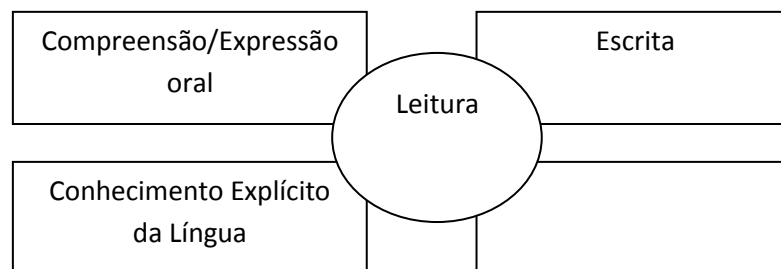 Compreensão/Expressão
oral
Escrita
Leitura
Conhecimento Explícito
da Língua